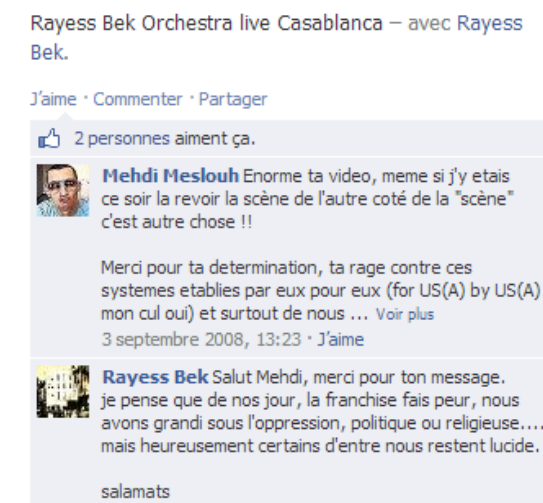 Rayess Bek Orchestra live Casablanca – avec Rayess
Bek.
J'aime · Commenter · Partager
2 personnes aiment ça.
Mehdi Meslouh Enorme ta video, meme si j'y etais
ce soir la revoir la scène de l'autre coté de la "scène"
c'est autre chose !!
Merci pour ta determination, ta rage contre ces
systemes etablies par eux pour eux (for US(A) by US(A)
mon cul oui) et surtout de nous ... Voir plus
3 septembre 2008, 13:23 · J'aime
Rayess Bek Salut Mehdi, merci pour ton message.
je pense que de nos jour, la franchise fais peur, nous
avons grandi sous l'oppression, politique ou religieuse....
mais heureusement certains d'entre nous restent lucide.
salamats